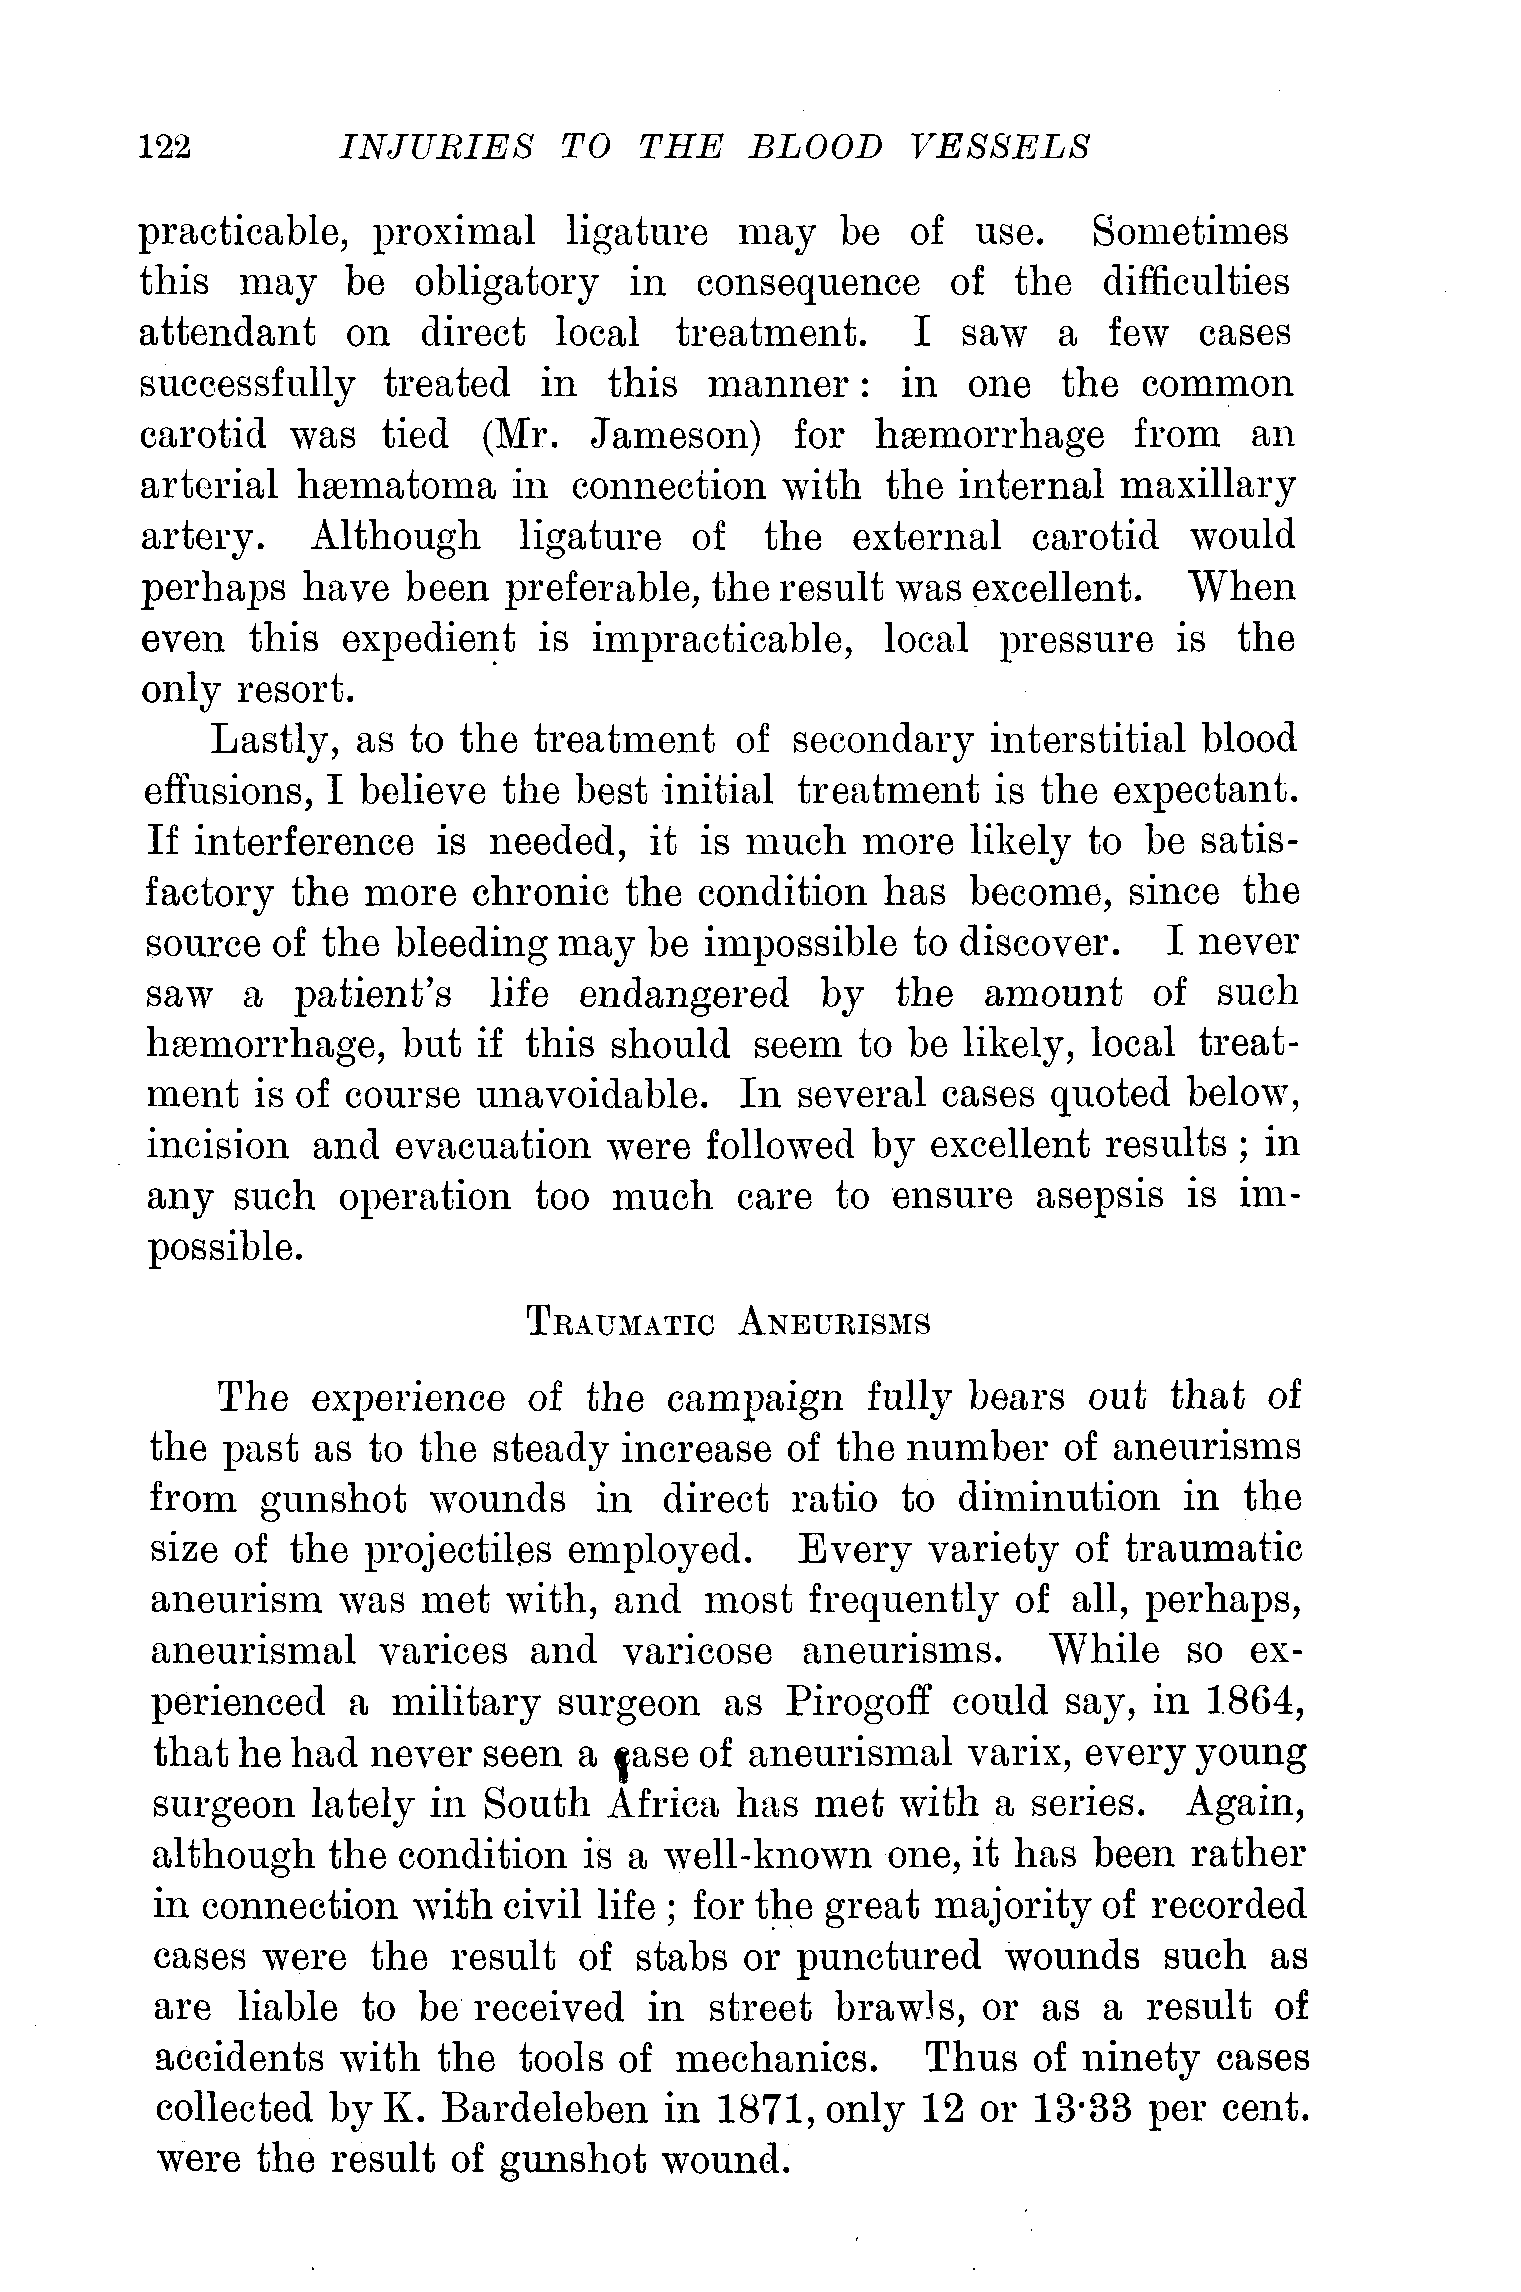 122 INJURIES TO THE BLOOD VESSELS
practicable, proximal ligature may be of use. Sometimes
this may be obligatory in consequence of the difficulties
attendant on direct local treatment. I saw a few cases
successfully treated in this manner : in one the common
carotid was tied (Mr. Jameson) for hæmorrhage from an
arterial hæmatoma in connection with the internal maxillary
artery. Although ligature of the external carotid would
perhaps have been preferable, the result was excellent. When
even this expedient is impracticable, local pressure is the
only resort.
Lastly, as to the treatment of secondary interstitial blood
effusions, I believe the best initial treatment is the expectant.
If interference is needed, it is much more likely to be satis-
factory the more chronic the condition has become, since the
source of the bleeding may be impossible to discover. I never
saw a patient's life endangered by the amount of such
hæmorrhage, but if this should seem to be likely, local treat-
ment is of course unavoidable. In several cases quoted below,
incision and evacuation were followed by excellent results ; in
any such operation too much care to ensure asepsis is im-
possible.
TRAUMATIC ANEURISMS
The experience of the campaign fully bears out that of
the past as to the steady increase of the number of aneurisms
from gunshot wounds in direct ratio to diminution in the
size of the projectiles employed. Every variety of traumatic
aneurism was met with, and most frequently of all, perhaps,
aneurismal varices and varicose aneurisms. While so ex-
perienced a military surgeon as Pirogoff could say, in 1864,
that he had never seen a case of aneurismal varix, every young
surgeon lately in South Africa has met with a series. Again,
although the condition is a well-known one, it has been rather
in connection with civil life ; for the great majority of recorded
cases were the result of stabs or punctured wounds such as
are liable to be received in street brawls, or as a result of
accidents with the tools of mechanics. Thus of ninety cases
collected by K. Bardeleben in 1871, only 12 or 13·33 per cent.
were the result of gunshot wound.